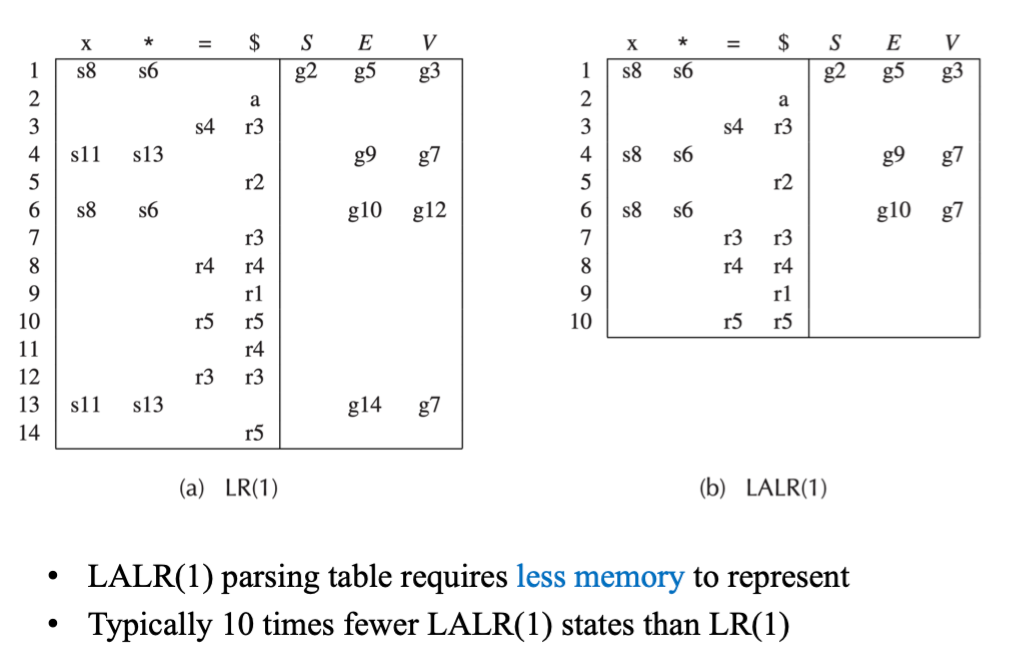 x * = $ S E V
1 s8 s6 g2 g5 g3
2 a
3 s4 r3
4 s11 s13 g9 g7
5 r2
6 s8 s6 g10 g12
7 r3
8 r4 r4
9 r1
10 r5 r5
11 r4
12 r3 r3
13 s11 s13 g14 g7
14 r5
(a) LR(1)
x * = $ S E V
1 s8 s6 g2 g5 g3
2 a
3 s4 r3
4 s8 s6 g9 g7
5 r2
6 s8 s6 g10 g7
7 r3 r3
8 r4 r4
9 r1
10 r5 r5
(b) LALR(1)
• LALR(1) parsing table requires less memory to represent
• Typically 10 times fewer LALR(1) states than LR(1)